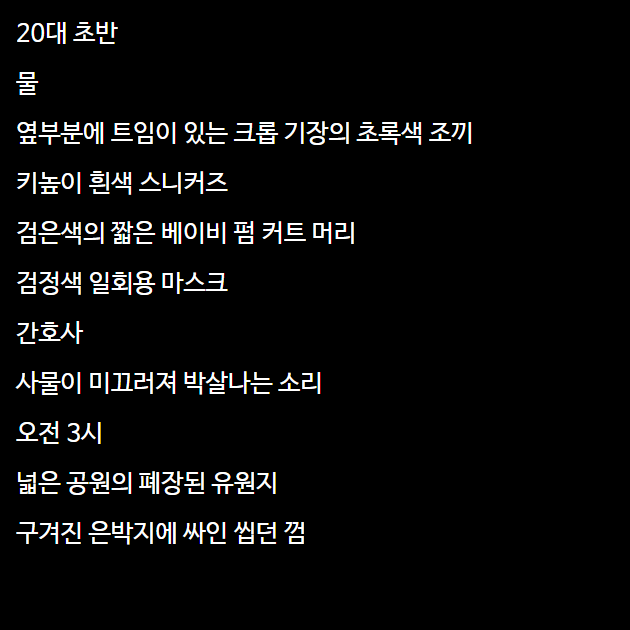 20대 초반
물
옆부분에 트임이 있는 크롭 기장의 초록색 조끼
키높이 흰색 스니커즈
검은색의 짧은 베이비 펌 커트 머리
검정색 일회용 마스크
간호사
사물이 미끄러져 박살나는 소리
오전 3시
넓은 공원의 폐장된 유원지
구겨진 은박지에 싸인 씹던 껌